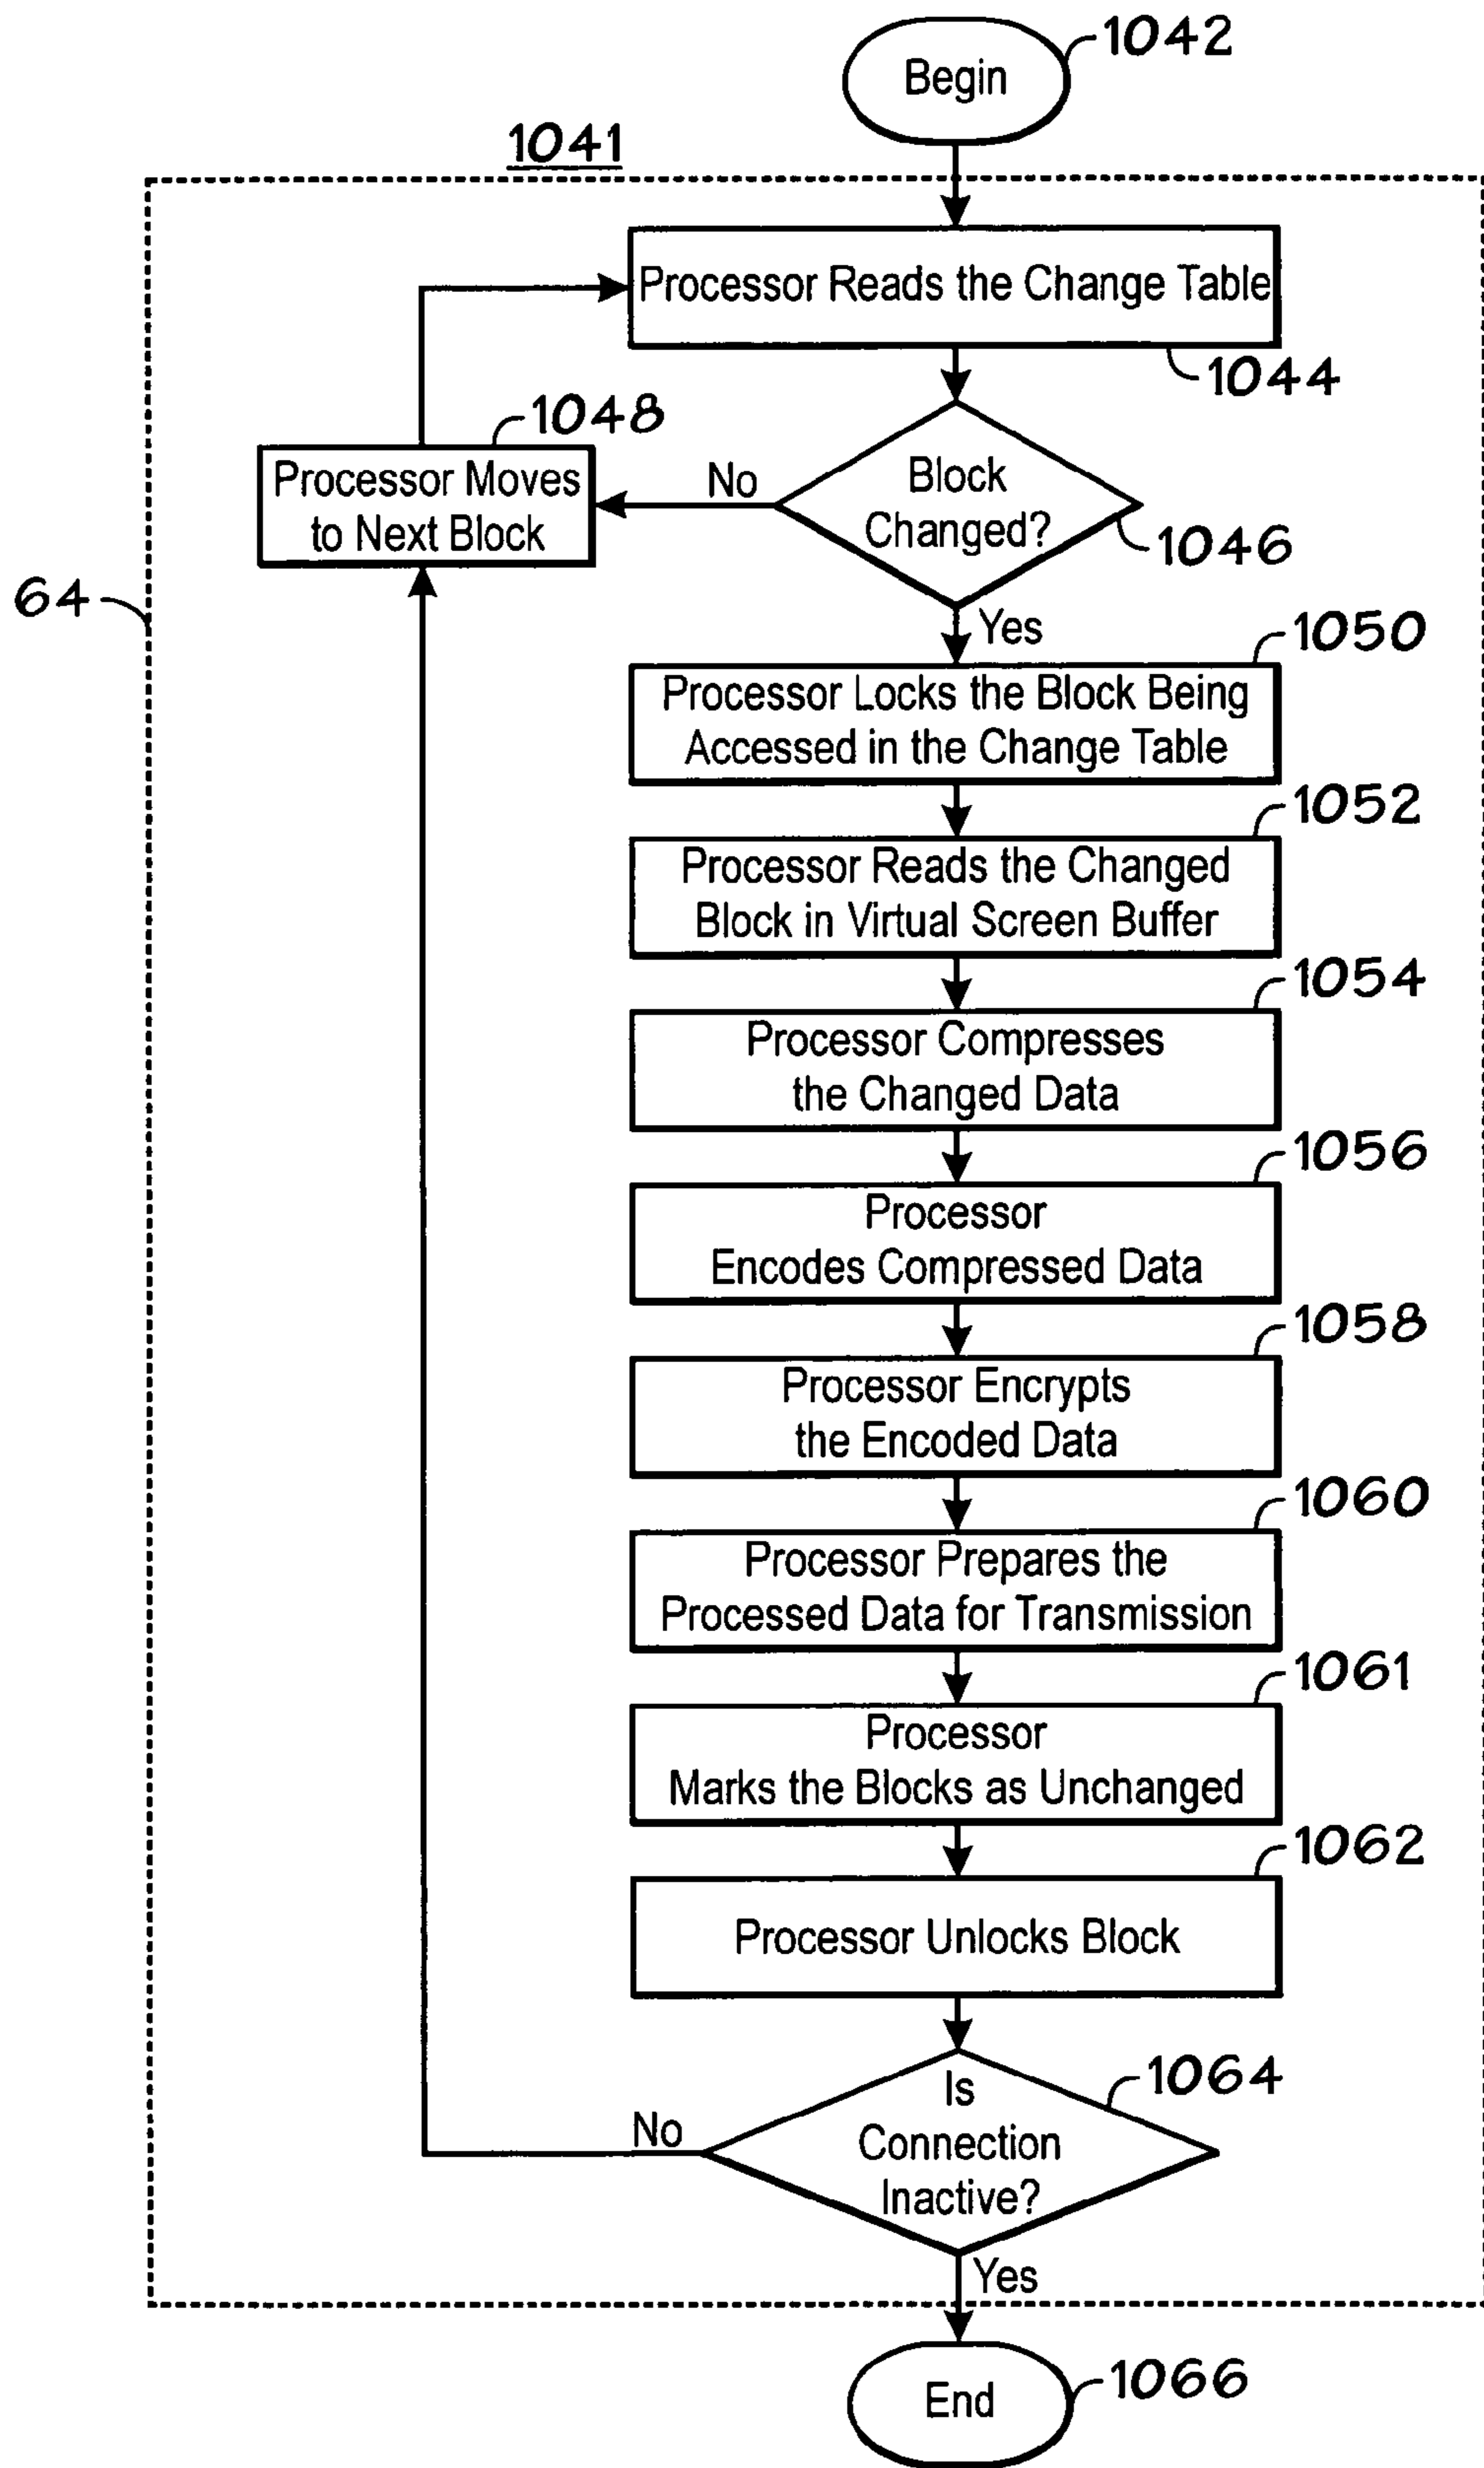 Begin
1042
1041
Processor Reads the Change Table
1044
1048
Processor Moves
to Next Block
No
Block
Changed?
1046
64
Yes
1050
Processor Locks the Block Being
Accessed in the Change Table
1052
Processor Reads the Changed
Block in Virtual Screen Buffer
1054
Processor Compresses
the Changed Data
1056
Processor
Encodes Compressed Data
1058
Processor Encrypts
the Encoded Data
1060
Processor Prepares the
Processed Data for Transmission
1061
Processor
Marks the Blocks as Unchanged
1062
Processor Unlocks Block
1064
Is
Connection
Inactive?
No
Yes
End
1066